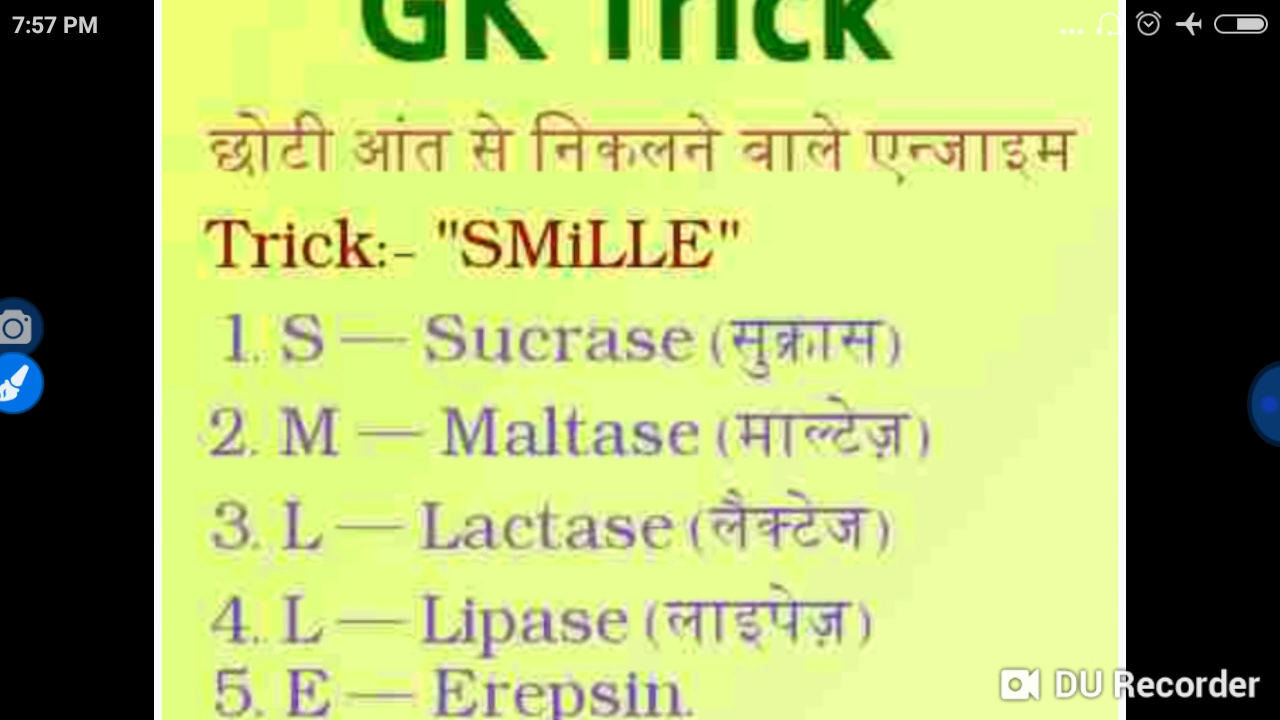 7:57 PM
GK Trick
छोटी आंत से निकलने वाले एन्जाइम
Trick:- "SMiLLE"
1. S — Sucrase (सुक्रास)
2. M — Maltase (माल्टेज़)
3. L — Lactase (लैक्टेज)
4. L — Lipase (लाइपेज़)
5. E — Erepsin.
DU Recorder